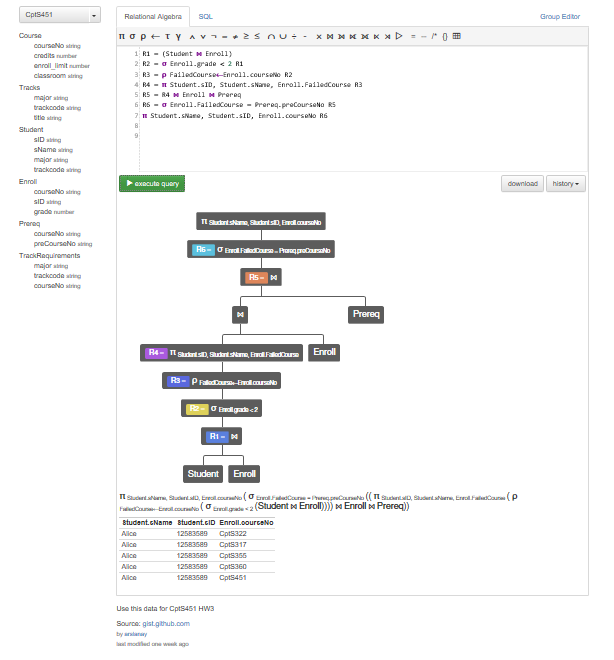 CptS451
Relational Algebra SQL Group Editor
Course
courseNo string
credits number
enroll_limit number
classroom string
Tracks
major string
trackcode string
title string
Student
sID string
sName string
major string
trackcode string
Enroll
courseNo string
sID string
grade number
Prereq
courseNo string
preCourseNo string
TrackRequirements
major string
trackcode string
courseNo string
π σ ρ ← τ γ ∧ ∨ ¬ = ≠ ≥ ≤ ∩ ∪ ÷ - × ⋈ ⟕ ⟖ ⟗ ⋉ ⋊ ▷ = -- /* {}
1 R1 = (Student ⋈ Enroll)
2 R2 = σ Enroll.grade < 2 R1
3 R3 = ρ FailedCourse←Enroll.courseNo R2
4 R4 = π Student.sID, Student.sName, Enroll.FailedCourse R3
5 R5 = R4 ⋈ Enroll ⋈ Prereq
6 R6 = σ Enroll.FailedCourse = Prereq.preCourseNo R5
7 π Student.sName, Student.sID, Enroll.courseNo R6
8
9
execute query download history
π Student.sName, Student.sID, Enroll.courseNo
R6 = σ Enroll.FailedCourse = Prereq.preCourseNo
R5 = ⋈
⋈ Prereq
R4 = π Student.sID, Student.sName, Enroll.FailedCourse Enroll
R3 = ρ FailedCourse←Enroll.courseNo
R2 = σ Enroll.grade < 2
R1 = ⋈
Student Enroll
π Student.sName, Student.sID, Enroll.courseNo ( σ Enroll.FailedCourse = Prereq.preCourseNo (( π Student.sID, Student.sName, Enroll.FailedCourse ( ρ
FailedCourse←Enroll.courseNo ( σ Enroll.grade < 2 (Student ⋈ Enroll)))) ⋈ Enroll ⋈ Prereq))
Student.sName Student.sID Enroll.courseNo
Alice 12583589 CptS322
Alice 12583589 CptS317
Alice 12583589 CptS355
Alice 12583589 CptS360
Alice 12583589 CptS451
Use this data for CptS451 HW3
Source: gist.github.com
by arslanay
last modified one week ago